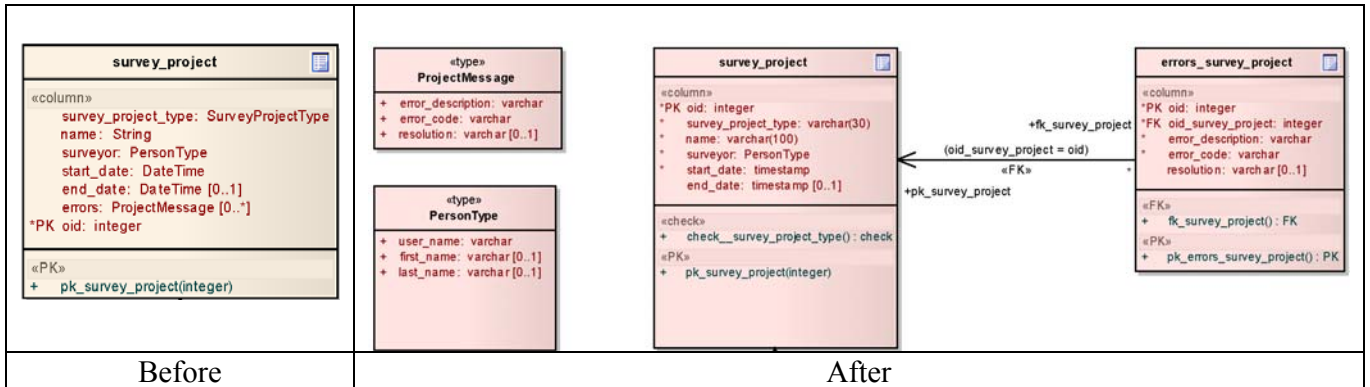 survey_project
«column»
survey_project_type: SurveyProjectType
name: String
surveyor: PersonType
start_date: DateTime
end_date: DateTime [0..1]
errors: ProjectMessage [0..*]
*PK oid: integer
«PK»
+ pk_survey_project(integer)
«type»
ProjectMessage
+ error_description: varchar
+ error_code: varchar
+ resolution: varchar [0..1]
«type»
PersonType
+ user_name: varchar
+ first_name: varchar [0..1]
+ last_name: varchar [0..1]
survey_project
«column»
*PK oid: integer
* survey_project_type: varchar(30)
* name: varchar(100)
* surveyor: PersonType
* start_date: timestamp
end_date: timestamp [0..1]
«check»
+ check__survey_project_type() : check
«PK»
+ pk_survey_project(integer)
+fk_survey_project
(oid_survey_project = oid)
«FK»
*
+pk_survey_project
errors_survey_project
«column»
*PK oid: integer
*FK oid_survey_project: integer
* error_description: varchar
* error_code: varchar
resolution: varchar [0..1]
«FK»
+ fk_survey_project() : FK
«PK»
+ pk_errors_survey_project() : PK
Before
After